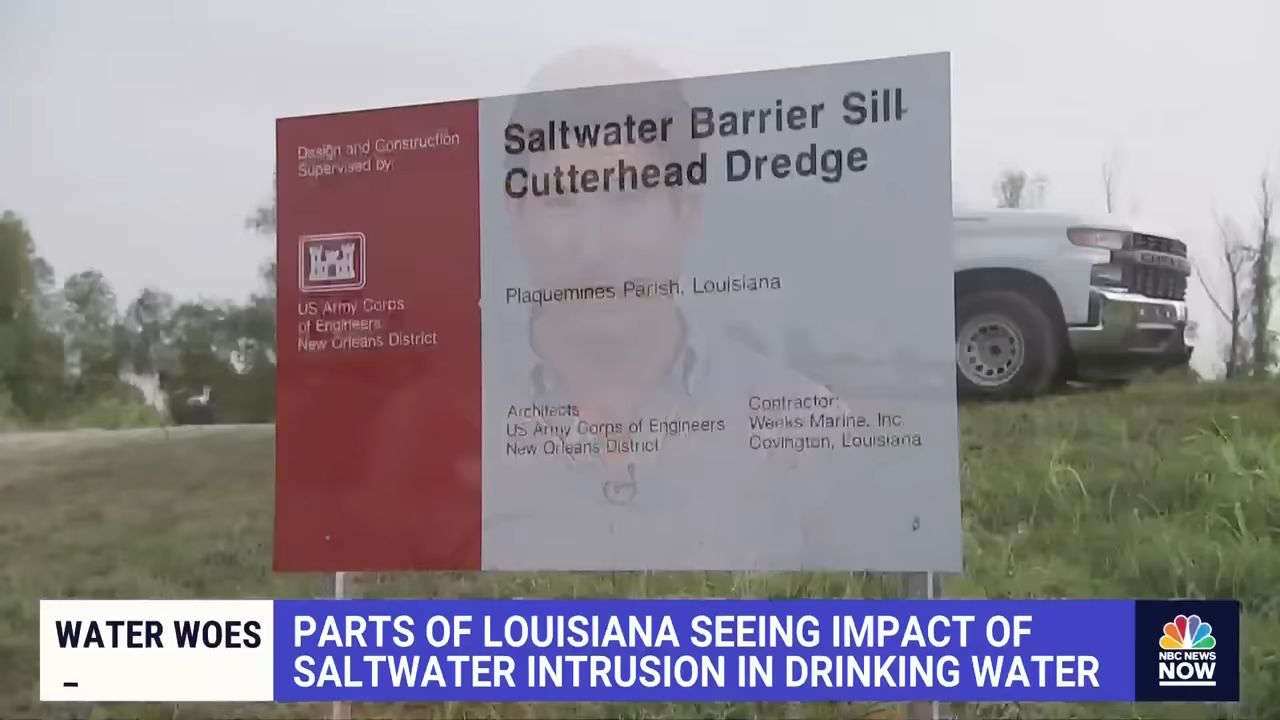 Design and Construction
Supervised by:
US Army Corps
of Engineers
New Orleans District
Saltwater Barrier Sill
Cutterhead Dredge
Plaquemines Parish, Louisiana
Architects
US Army Corps of Engineers
New Orleans District
Contractor:
Weeks Marine, Inc.
Covington, Louisiana
CHEVROLET
WATER WOES
PARTS OF LOUISIANA SEEING IMPACT OF
SALTWATER INTRUSION IN DRINKING WATER
NBC NEWS
NOW